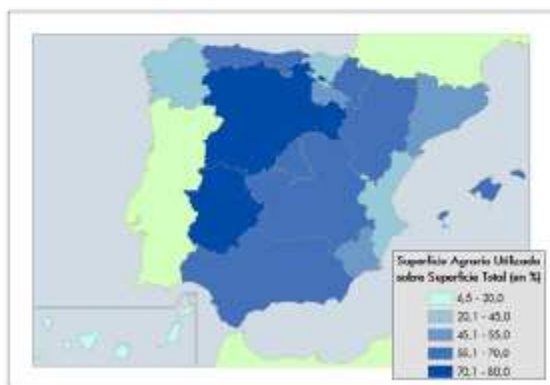 Superficie Agraria Utilizada
sobre Superficie Total (en %)
6,5 - 20,0
20,1 - 45,0
45,1 - 55,0
55,1 - 70,0
70,1 - 80,0